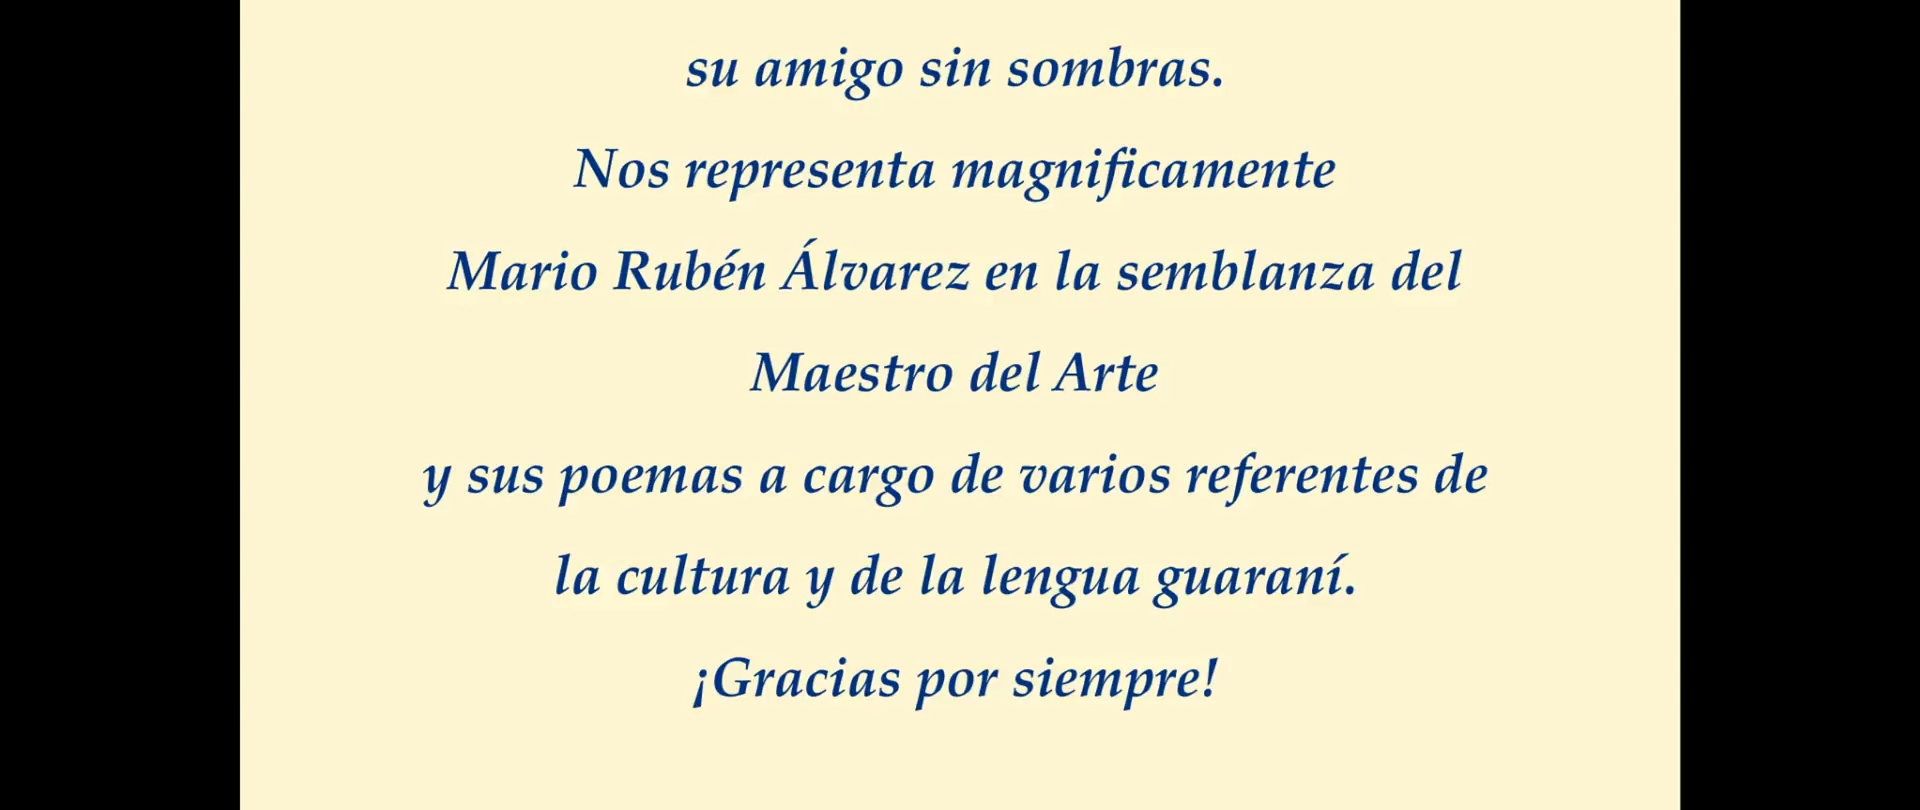 su amigo sin sombras.
Nos representa magnificamente
Mario Rubén Álvarez en la semblanza del
Maestro del Arte
y sus poemas a cargo de varios referentes de
la cultura y de la lengua guaraní.
¡Gracias por siempre!